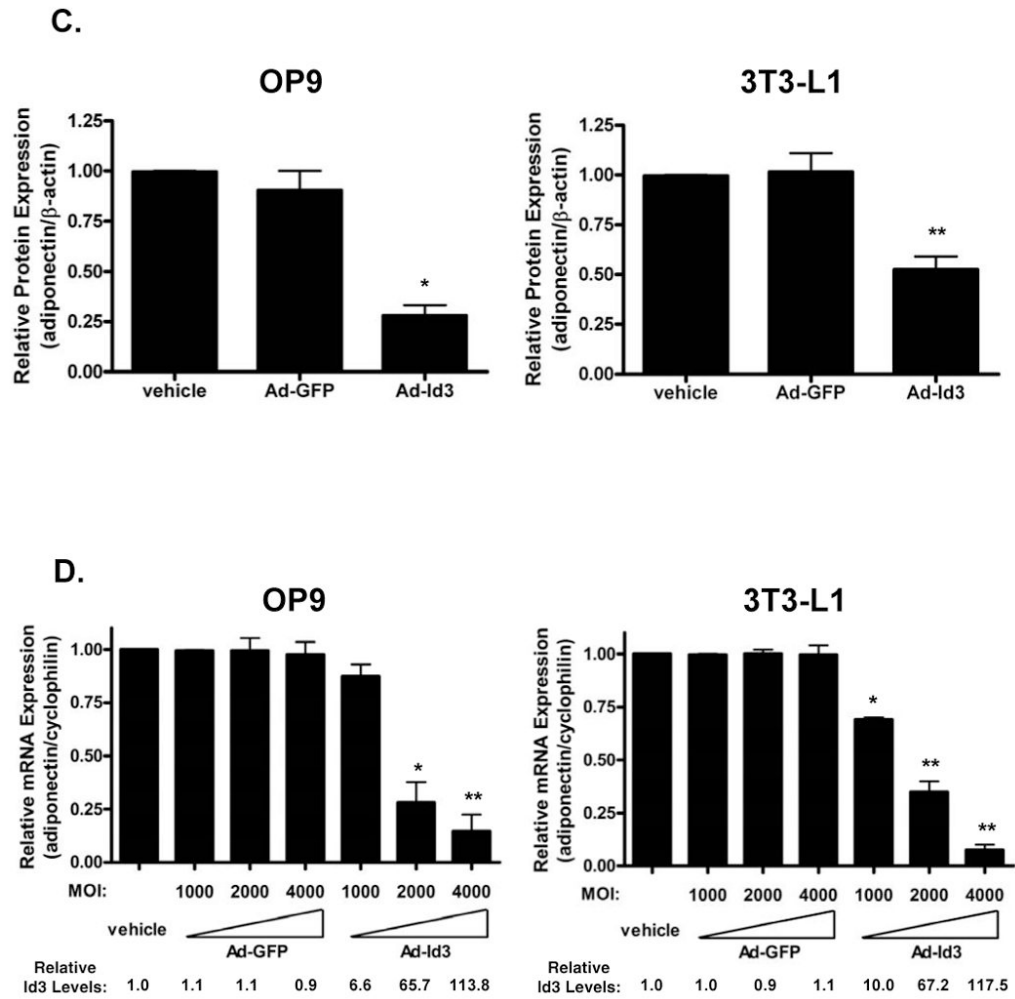 C.
OP9
Relative Protein Expression
(adiponectin/β-actin)
1.25
1.00
0.75
0.50
0.25
0.00
*
vehicle Ad-GFP Ad-Id3
3T3-L1
Relative Protein Expression
(adiponectin/β-actin)
1.25
1.00
0.75
0.50
0.25
0.00
**
vehicle Ad-GFP Ad-Id3
D.
OP9
Relative mRNA Expression
(adiponectin/cyclophilin)
1.00
0.75
0.50
0.25
0.00
*
**
MOI: 1000 2000 4000 1000 2000 4000
vehicle
Ad-GFP Ad-Id3
Relative
Id3 Levels: 1.0 1.1 1.1 0.9 6.6 65.7 113.8
3T3-L1
Relative mRNA Expression
(adiponectin/cyclophilin)
1.00
0.75
0.50
0.25
0.00
*
**
**
MOI: 1000 2000 4000 1000 2000 4000
vehicle
Ad-GFP Ad-Id3
Relative
Id3 Levels: 1.0 1.0 0.9 1.1 10.0 67.2 117.5